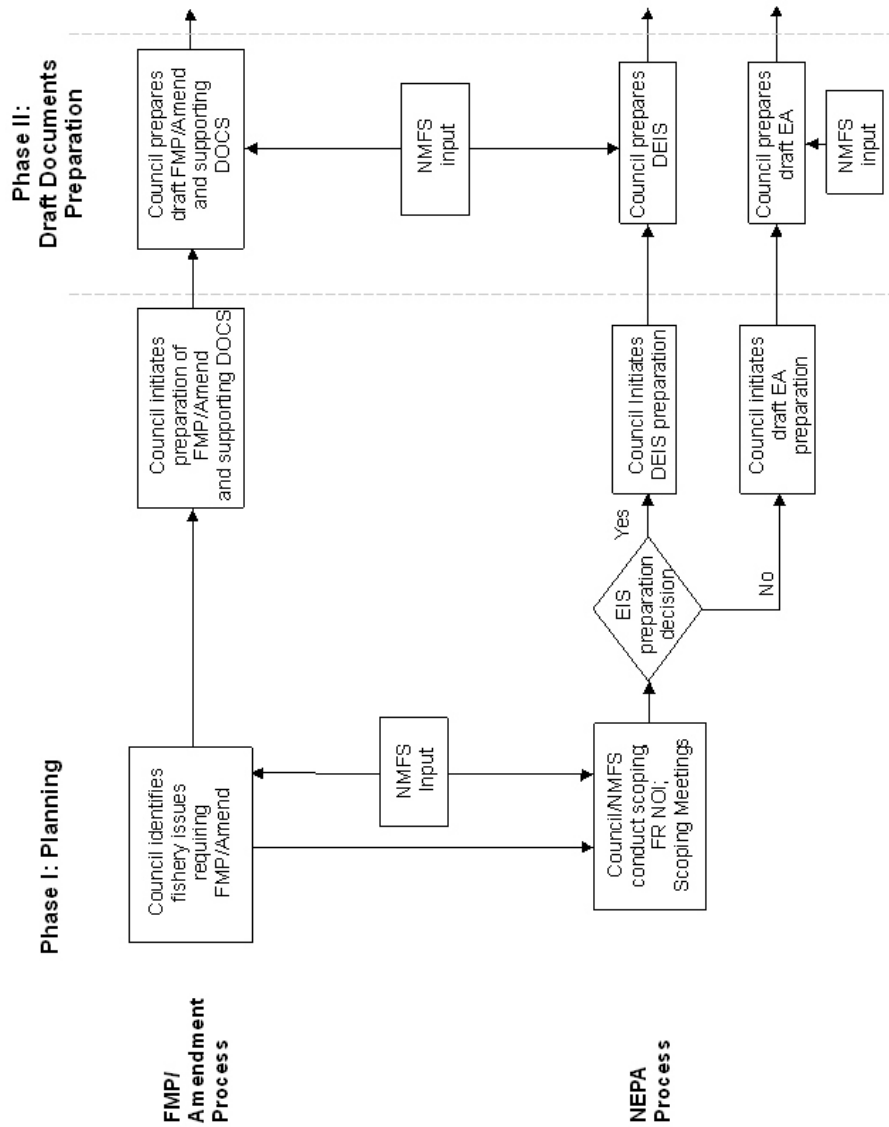 Phase I: Planning
Phase II:
Draft Documents
Preparation
FMP/
Amendment
Process
Council identifies
fishery issues
requiring
FMP/Amend
Council initiates
preparation of
FMP/Amend
and supporting DOCS
Council prepares
draft FMP/Amend
and supporting
DOCS
NMFS
Input
NMFS
input
NEPA
Process
Council/NMFS
conduct scoping,
FR NOI;
Scoping Meetings
EIS
preparation
decision
Yes
Council Initiates
DEIS preparation
Council prepares
DEIS
No
Council initiates
draft EA
preparation
Council prepares
draft EA
NMFS
input